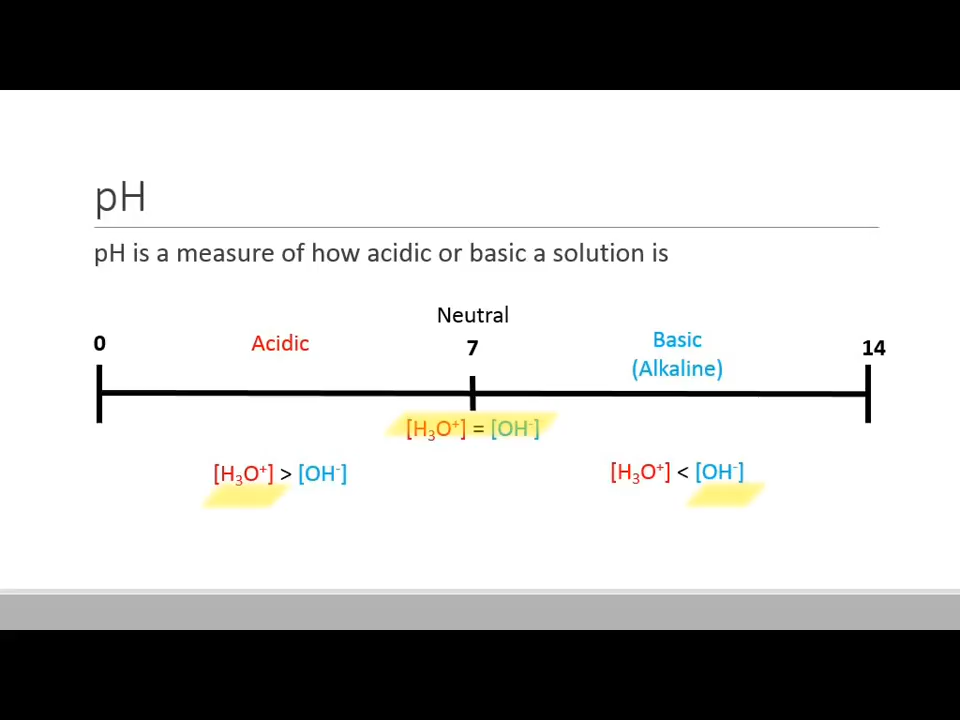 pH
pH is a measure of how acidic or basic a solution is
Neutral
0 Acidic 7 Basic 14
(Alkaline)
[H₃O⁺] = [OH⁻]
[H₃O⁺] > [OH⁻] [H₃O⁺] < [OH⁻]